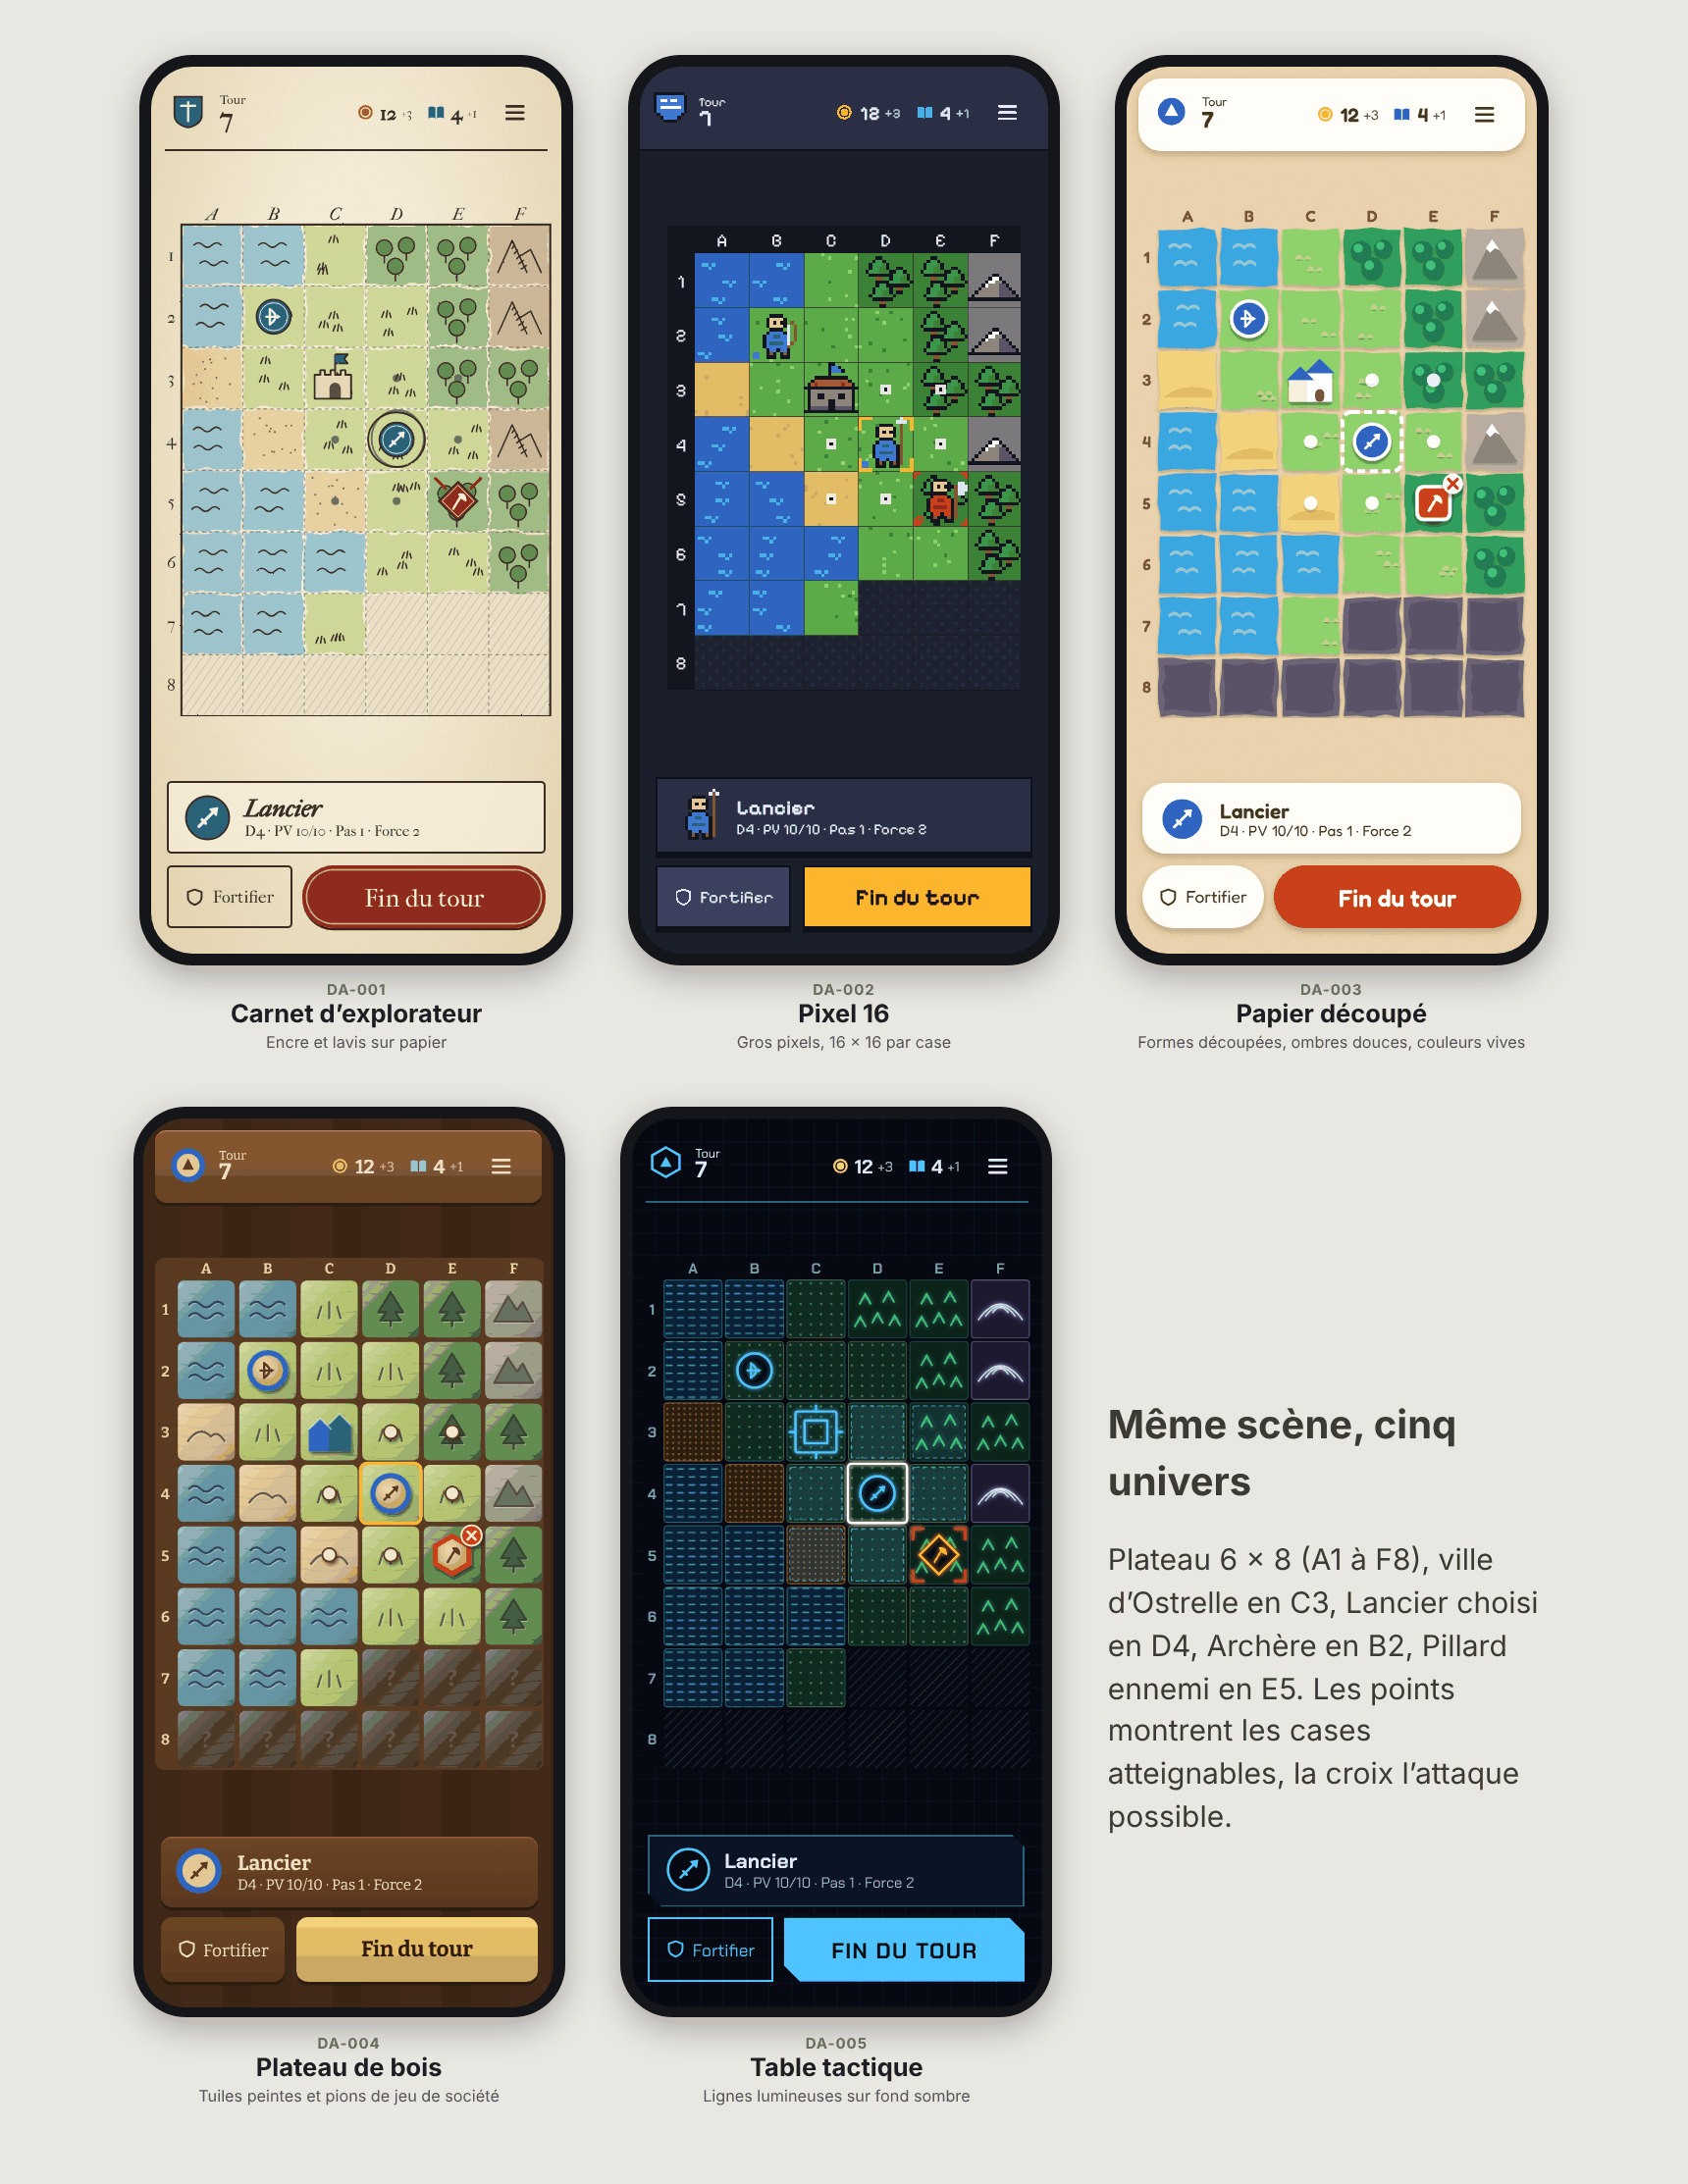 Tour
7
12 +3 4 +1
A B C D E F
1
2
3
4
5
6
7
8
Lancier
D4 · PV 10/10 · Pas 1 · Force 2
Fortifier
Fin du tour
DA-001
Carnet d’explorateur
Encre et lavis sur papier
Tour
7
12 +3 4 +1
A B C D E F
1
2
3
4
5
6
7
8
Lancier
D4 · PV 10/10 · Pas 1 · Force 2
Fortifier
Fin du tour
DA-002
Pixel 16
Gros pixels, 16 × 16 par case
Tour
7
12 +3 4 +1
A B C D E F
1
2
3
4
5
6
7
8
Lancier
D4 · PV 10/10 · Pas 1 · Force 2
Fortifier
Fin du tour
DA-003
Papier découpé
Formes découpées, ombres douces, couleurs vives
Tour
7
12 +3 4 +1
A B C D E F
1
2
3
4
5
6
7
? ? ?
8
? ? ? ? ? ?
Lancier
D4 · PV 10/10 · Pas 1 · Force 2
Fortifier
Fin du tour
DA-004
Plateau de bois
Tuiles peintes et pions de jeu de société
Tour
7
12 +3 4 +1
A B C D E F
1
2
3
4
5
6
7
8
Lancier
D4 · PV 10/10 · Pas 1 · Force 2
Fortifier
FIN DU TOUR
DA-005
Table tactique
Lignes lumineuses sur fond sombre
Même scène, cinq
univers
Plateau 6 × 8 (A1 à F8), ville
d’Ostrelle en C3, Lancier choisi
en D4, Archère en B2, Pillard
ennemi en E5. Les points
montrent les cases
atteignables, la croix l’attaque
possible.